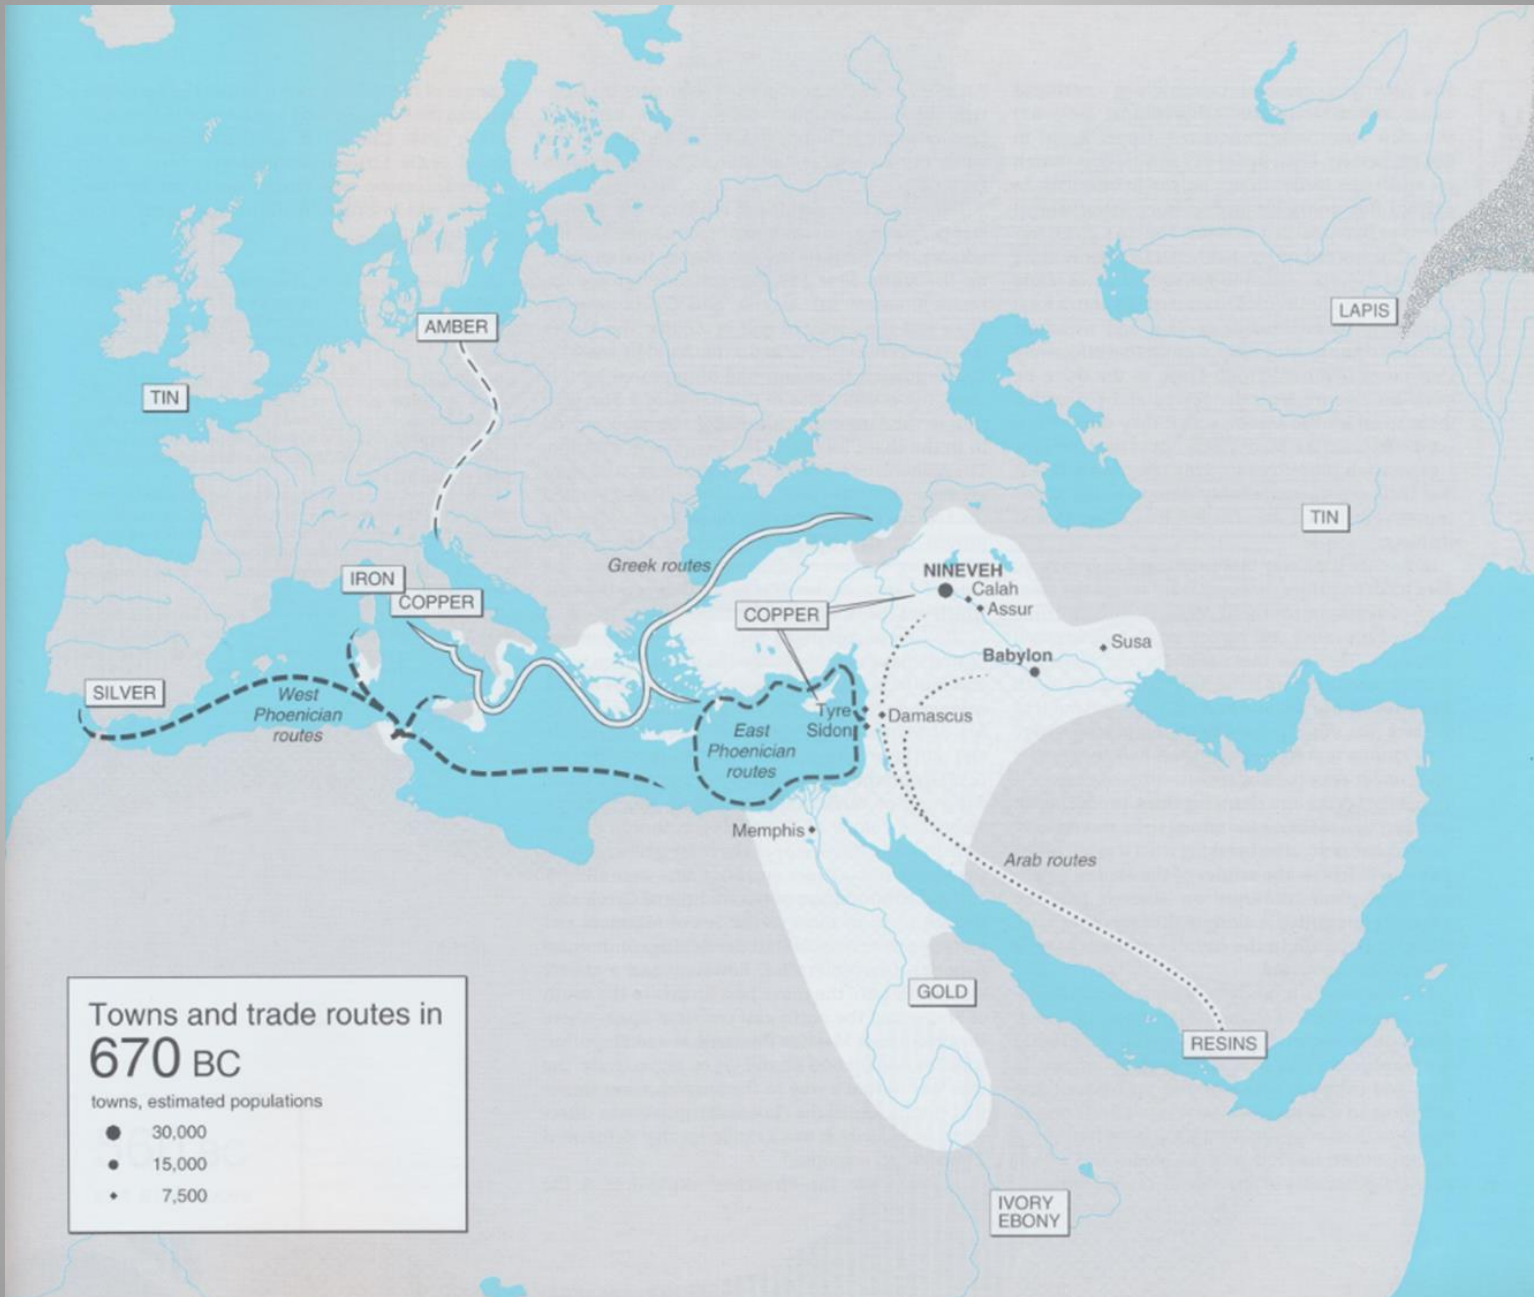 AMBER
LAPIS
TIN
TIN
Greek routes
IRON
COPPER
COPPER
NINEVEH
Calah
Assur
Susa
Babylon
SILVER
West
Phoenician
routes
East
Phoenician
routes
Tyre
Sidon
Damascus
Memphis
Arab routes
GOLD
RESINS
IVORY
EBONY
Towns and trade routes in
670 BC
towns, estimated populations
30,000
15,000
7,500